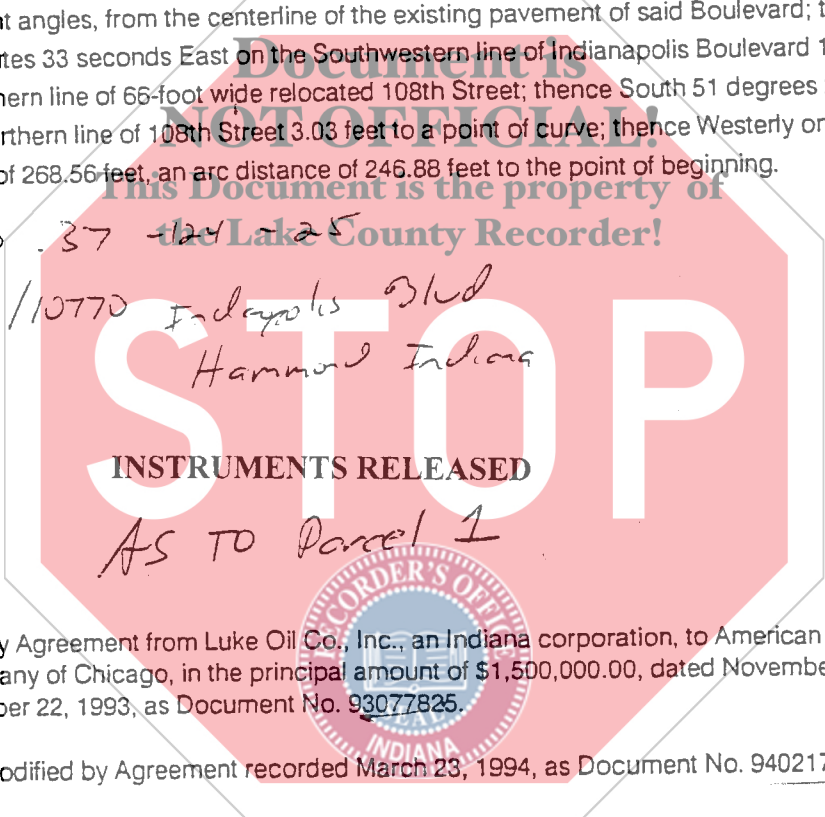 t angles, from the centerline of the existing pavement of said Boulevard; t
tes 33 seconds East on the Southwestern line of Indianapolis Boulevard 1
ern line of 66-foot wide relocated 108th Street; thence South 51 degrees
rthern line of 108th Street 3.03 feet to a point of curve; thence Westerly on
of 268.56 feet, an arc distance of 246.88 feet to the point of beginning.
Document is
NOT OFFICIAL!
This Document is the property of
the Lake County Recorder!
37 -124 -25
10770 Indeypolis Blvd
Hammond Indiana
STOP
INSTRUMENTS RELEASED
AS TO Parcel 1
RECORDER'S OFFICE
y Agreement from Luke Oil Co., Inc., an Indiana corporation, to American
any of Chicago, in the principal amount of $1,500,000.00, dated Novembe
ber 22, 1993, as Document No. 93077825.
SEAL
INDIANA
odified by Agreement recorded March 23, 1994, as Document No. 940217